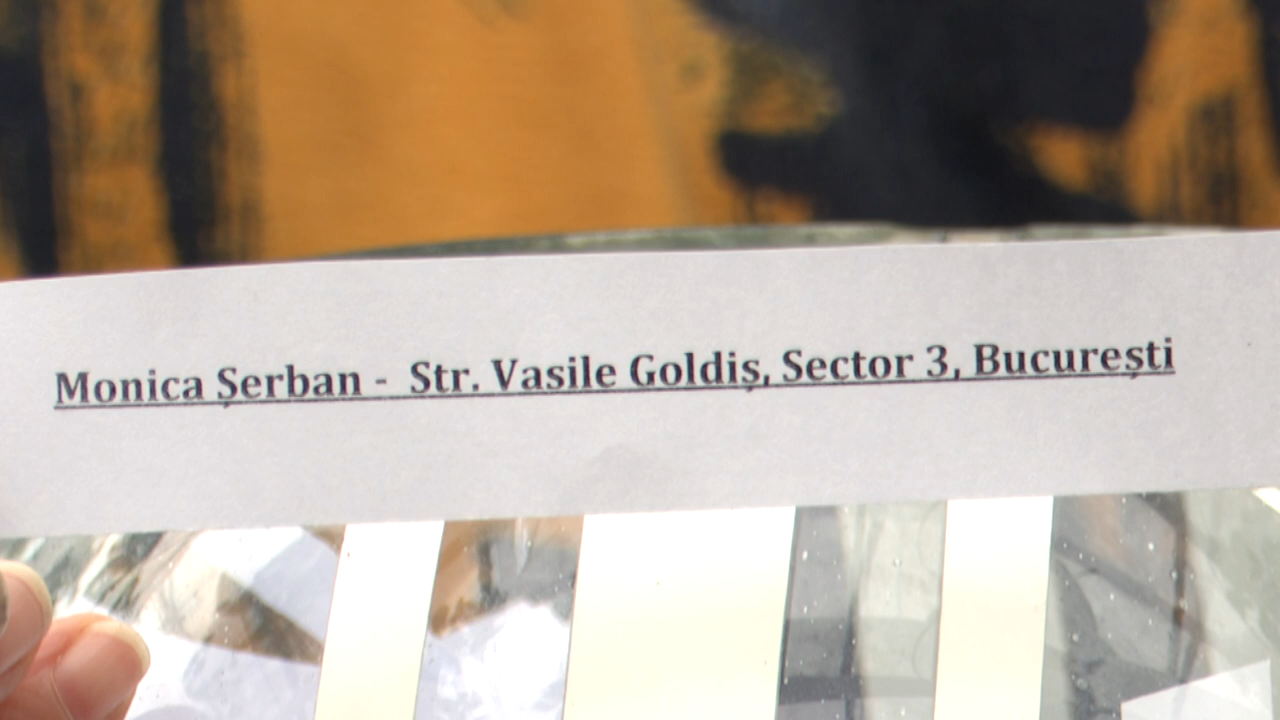 Monica Șerban -  Str. Vasile Goldiș, Sector 3, București